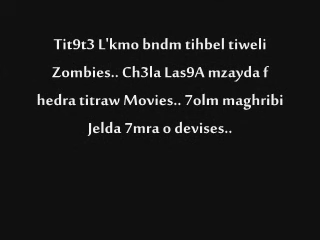 Tit9t3 L'kmo bndm tihbel tiweli
Zombies.. Ch3la Las9A mzayda f
hedra titraw Movies.. 7olm maghribi
Jelda 7mra o devises..